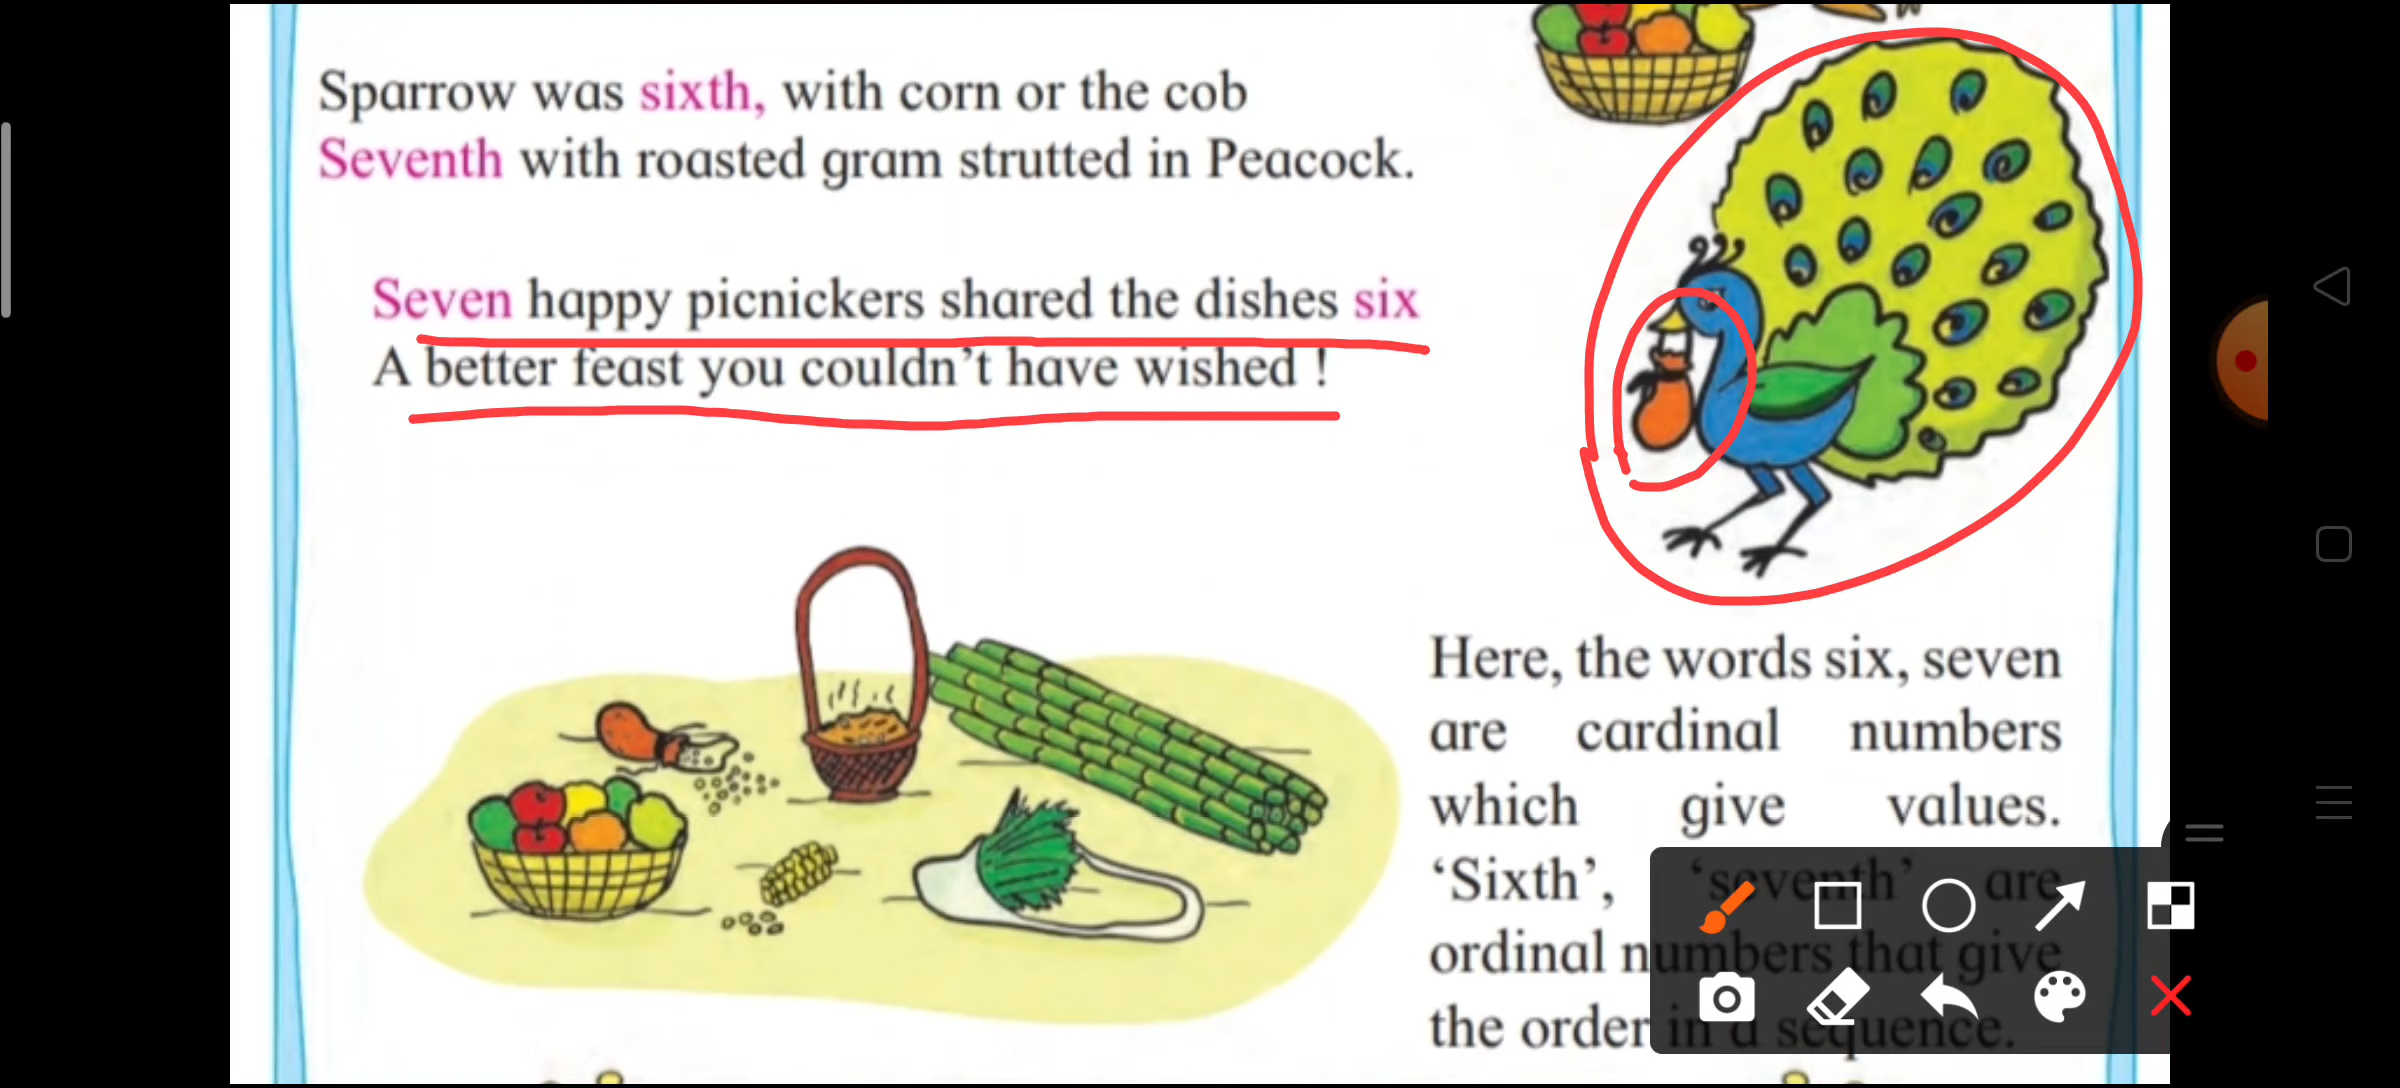 Sparrow was sixth, with corn or the cob
Seventh with roasted gram strutted in Peacock.
Seven happy picnickers shared the dishes six
A better feast you couldn't have wished !
Here, the words six, seven
are cardinal numbers
which give values.
‘Sixth’, ‘seventh’ are
ordinal numbers that give
the order in a sequence.